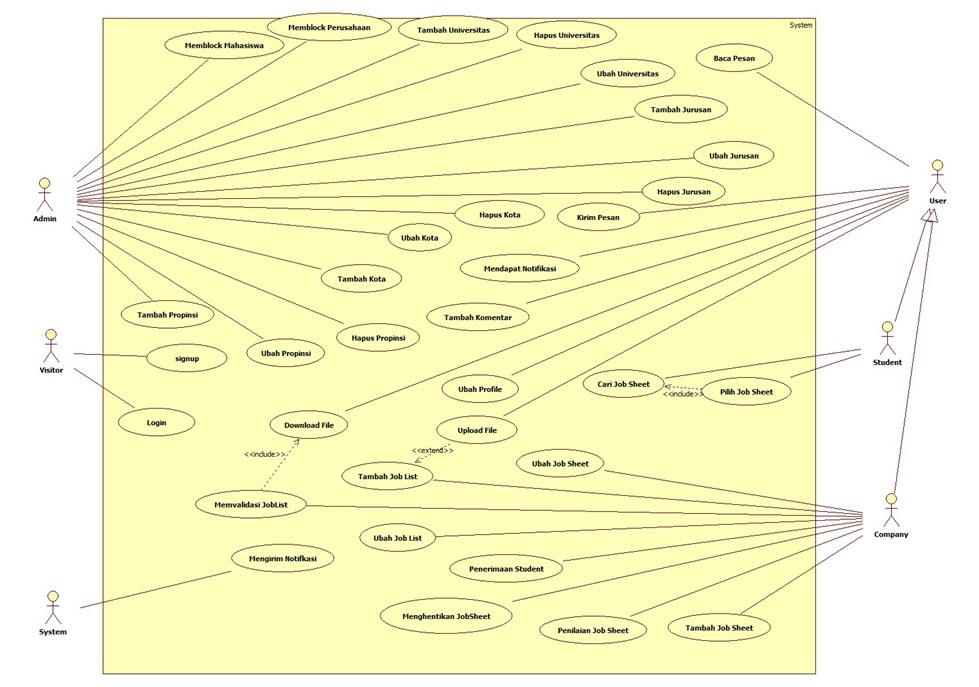 System
Memblock Perusahaan
Tambah Universitas
Hapus Universitas
Memblock Mahasiswa
Baca Pesan
Ubah Universitas
Tambah Jurusan
Ubah Jurusan
Hapus Jurusan
User
Admin
Hapus Kota
Kirim Pesan
Ubah Kota
Mendapat Notifikasi
Tambah Kota
Tambah Propinsi
Tambah Komentar
Hapus Propinsi
Ubah Propinsi
signup
Visitor
Student
Cari Job Sheet
<<include>>
Pilih Job Sheet
Ubah Profile
Login
Download File
Upload File
<<include>>
<<extend>>
Ubah Job Sheet
Tambah Job List
Memvalidasi JobList
Company
Ubah Job List
Mengirim Notifkasi
Penerimaan Student
Menghentikan JobSheet
Penilaian Job Sheet
Tambah Job Sheet
System